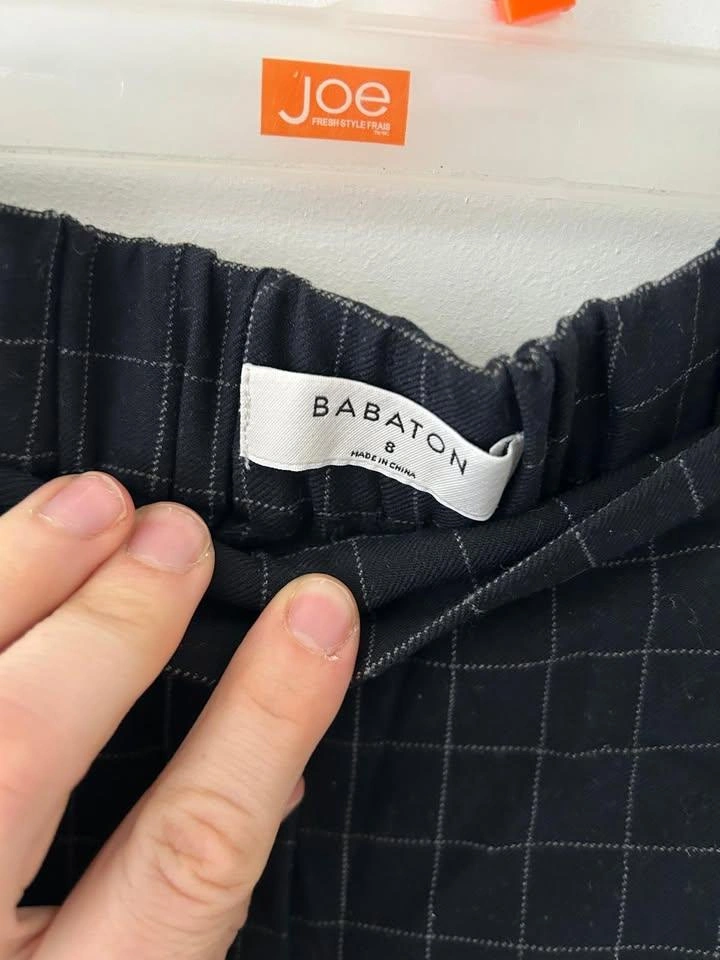 Joe
FRESH STYLE FRAIS
BABATON
8
MADE IN CHINA